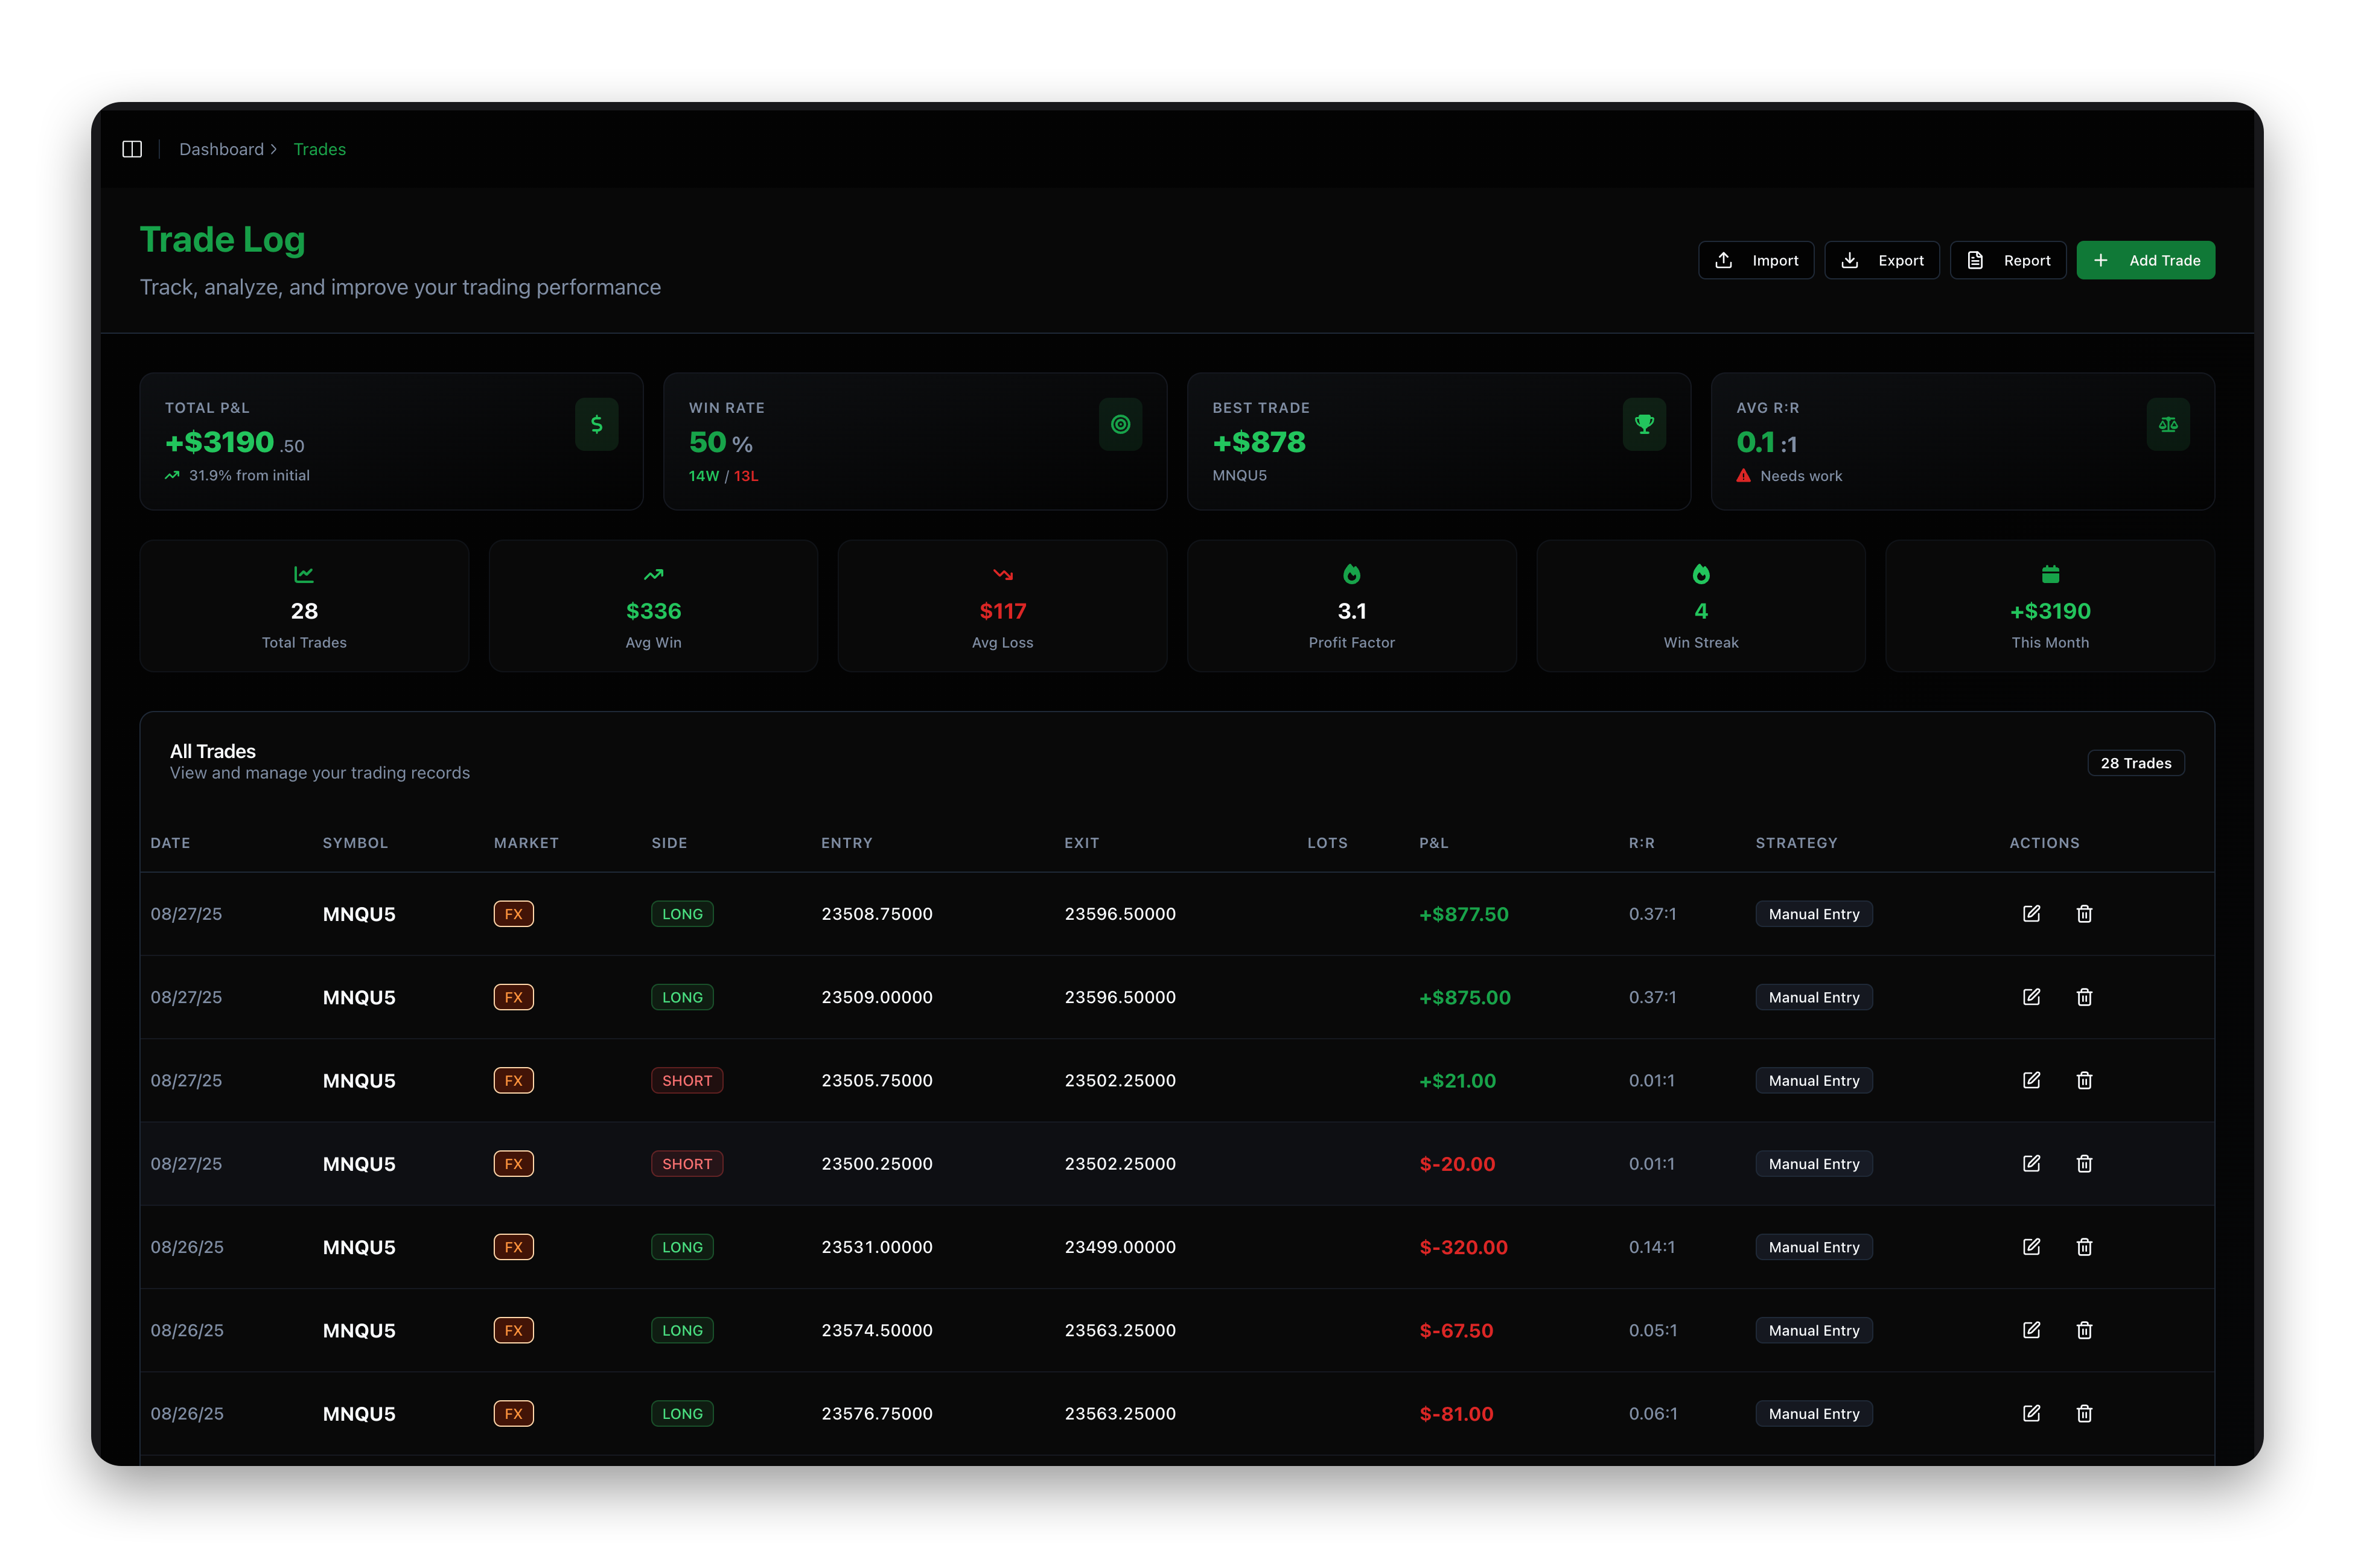 Dashboard > Trades
Trade Log
Track, analyze, and improve your trading performance
Import Export Report + Add Trade
TOTAL P&L
+$3190 .50
31.9% from initial
$
WIN RATE
50 %
14W / 13L
BEST TRADE
+$878
MNQU5
AVG R:R
0.1 :1
Needs work
28
Total Trades
$336
Avg Win
$117
Avg Loss
3.1
Profit Factor
4
Win Streak
+$3190
This Month
All Trades
View and manage your trading records
28 Trades
DATE SYMBOL MARKET SIDE ENTRY EXIT LOTS P&L R:R STRATEGY ACTIONS
08/27/25 MNQU5 FX LONG 23508.75000 23596.50000 +$877.50 0.37:1 Manual Entry
08/27/25 MNQU5 FX LONG 23509.00000 23596.50000 +$875.00 0.37:1 Manual Entry
08/27/25 MNQU5 FX SHORT 23505.75000 23502.25000 +$21.00 0.01:1 Manual Entry
08/27/25 MNQU5 FX SHORT 23500.25000 23502.25000 $-20.00 0.01:1 Manual Entry
08/26/25 MNQU5 FX LONG 23531.00000 23499.00000 $-320.00 0.14:1 Manual Entry
08/26/25 MNQU5 FX LONG 23574.50000 23563.25000 $-67.50 0.05:1 Manual Entry
08/26/25 MNQU5 FX LONG 23576.75000 23563.25000 $-81.00 0.06:1 Manual Entry